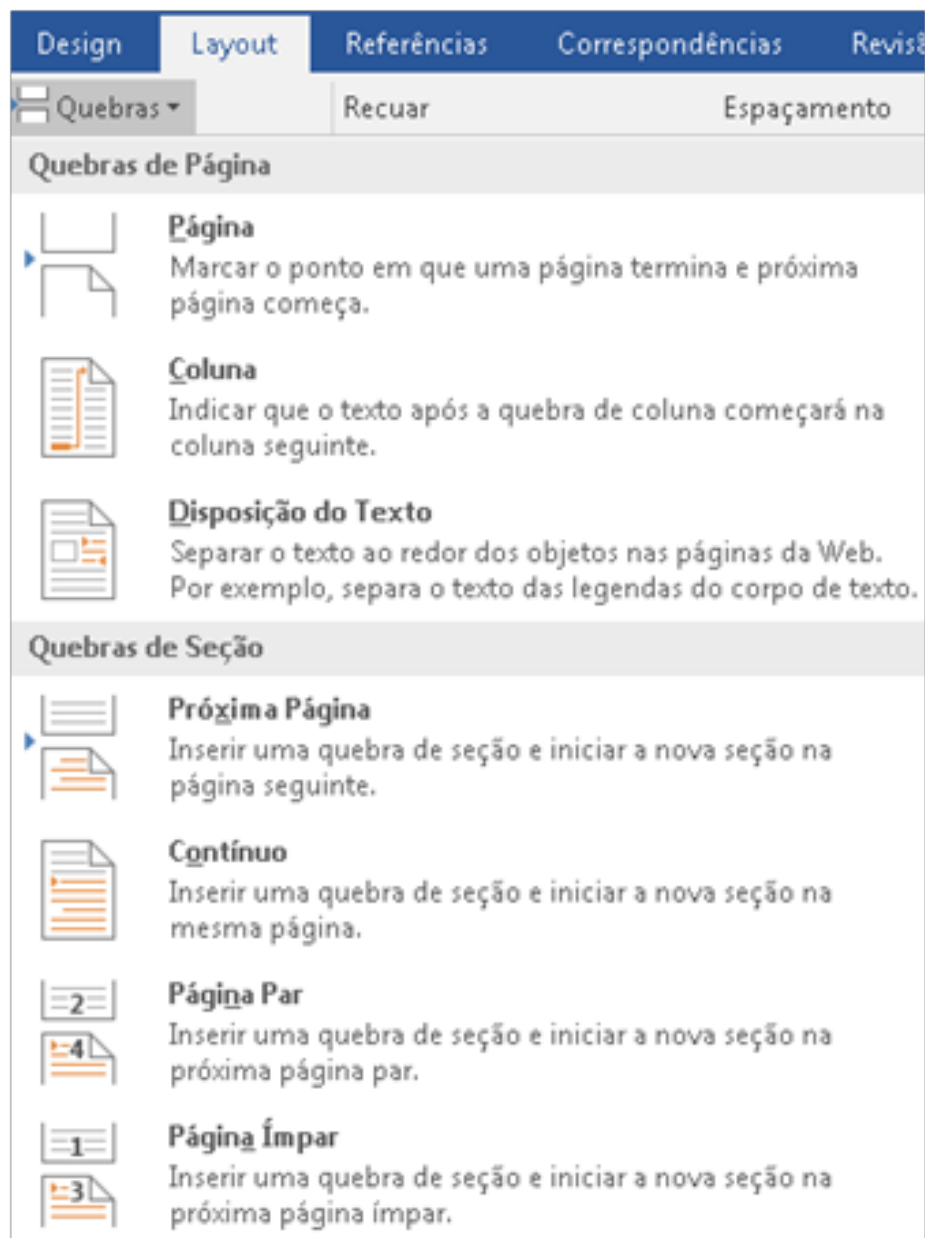 Design Layout Referências Correspondências
Quebras Recuar Espaçamento
Quebras de Página
Página
Marcar o ponto em que uma página termina e próxima
página começa.
Coluna
Indicar que o texto após a quebra de coluna começará na
coluna seguinte.
Disposição do Texto
Separar o texto ao redor dos objetos nas páginas da Web.
Por exemplo, separa o texto das legendas do corpo de texto.
Quebras de Seção
Próxima Página
Inserir uma quebra de seção e iniciar a nova seção na
página seguinte.
Contínuo
Inserir uma quebra de seção e iniciar a nova seção na
mesma página.
2
4
Página Par
Inserir uma quebra de seção e iniciar a nova seção na
próxima página par.
1
3
Página Ímpar
Inserir uma quebra de seção e iniciar a nova seção na
próxima página ímpar.